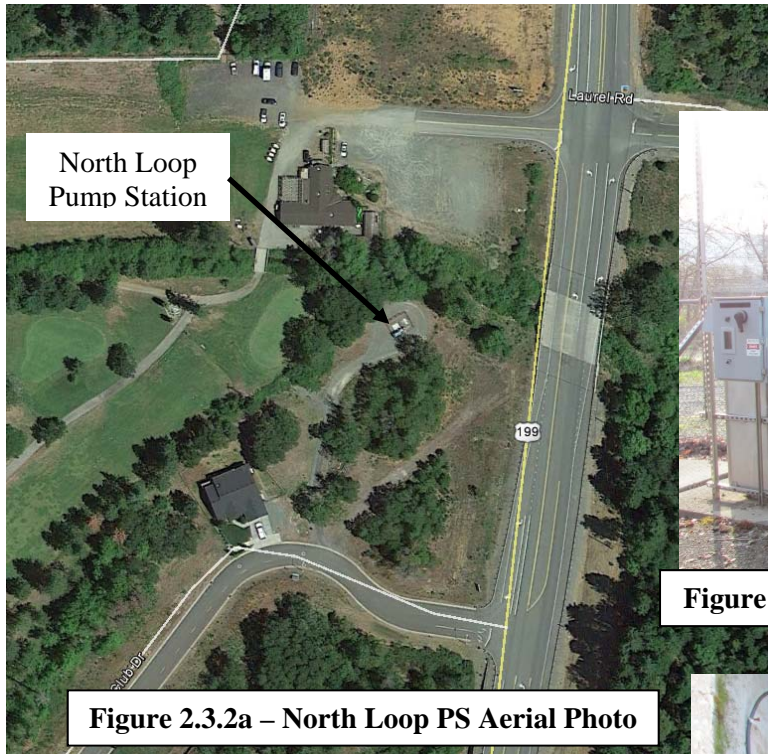 Laurel Rd
North Loop
Pump Station
199
Figure
Club Dr
Figure 2.3.2a – North Loop PS Aerial Photo